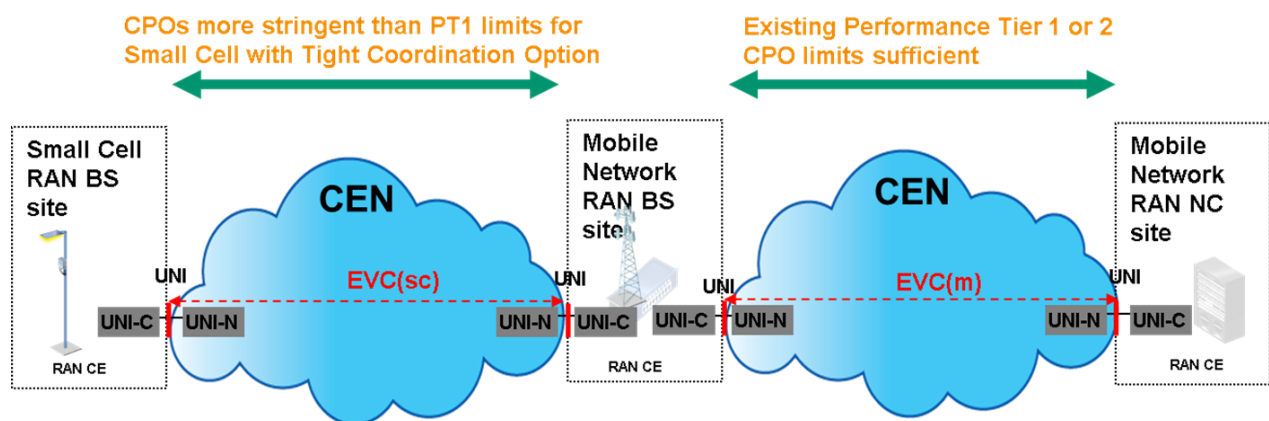 CPOs more stringent than PT1 limits for
Small Cell with Tight Coordination Option
Existing Performance Tier 1 or 2
CPO limits sufficient
Small Cell
RAN BS
site
CEN
Mobile
Network
RAN BS
site
CEN
Mobile
Network
RAN NC
site
UNI
EVC(sc)
UNI
UNI
EVC(m)
UNI
UNI-C
UNI-N
UNI-N
UNI-C
UNI-C
UNI-N
UNI-N
UNI-C
RAN CE
RAN CE
RAN CE